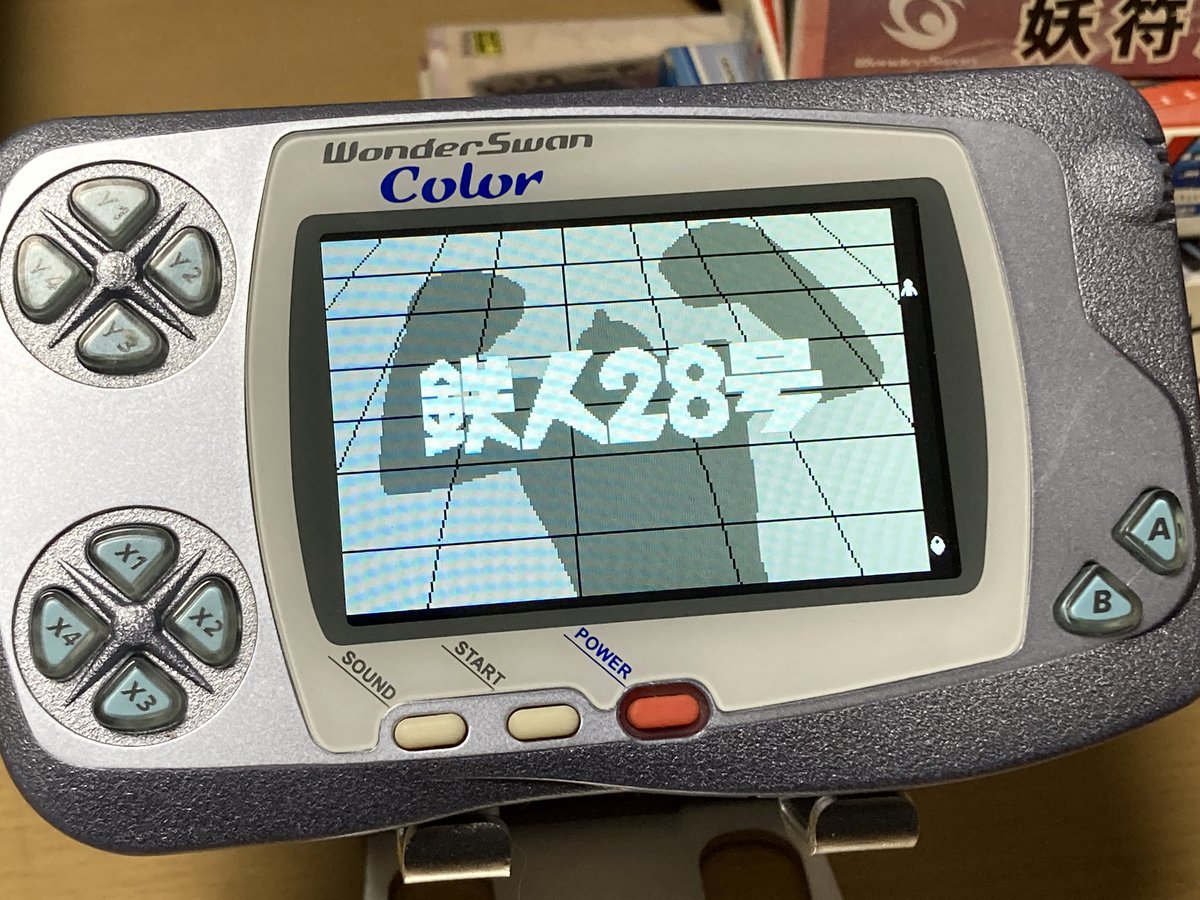 妖符
WonderSwan
WonderSwan
Color
Y1
Y4
Y2
Y3
鉄人28号
X1
X4
X2
X3
A
B
SOUND
START
POWER